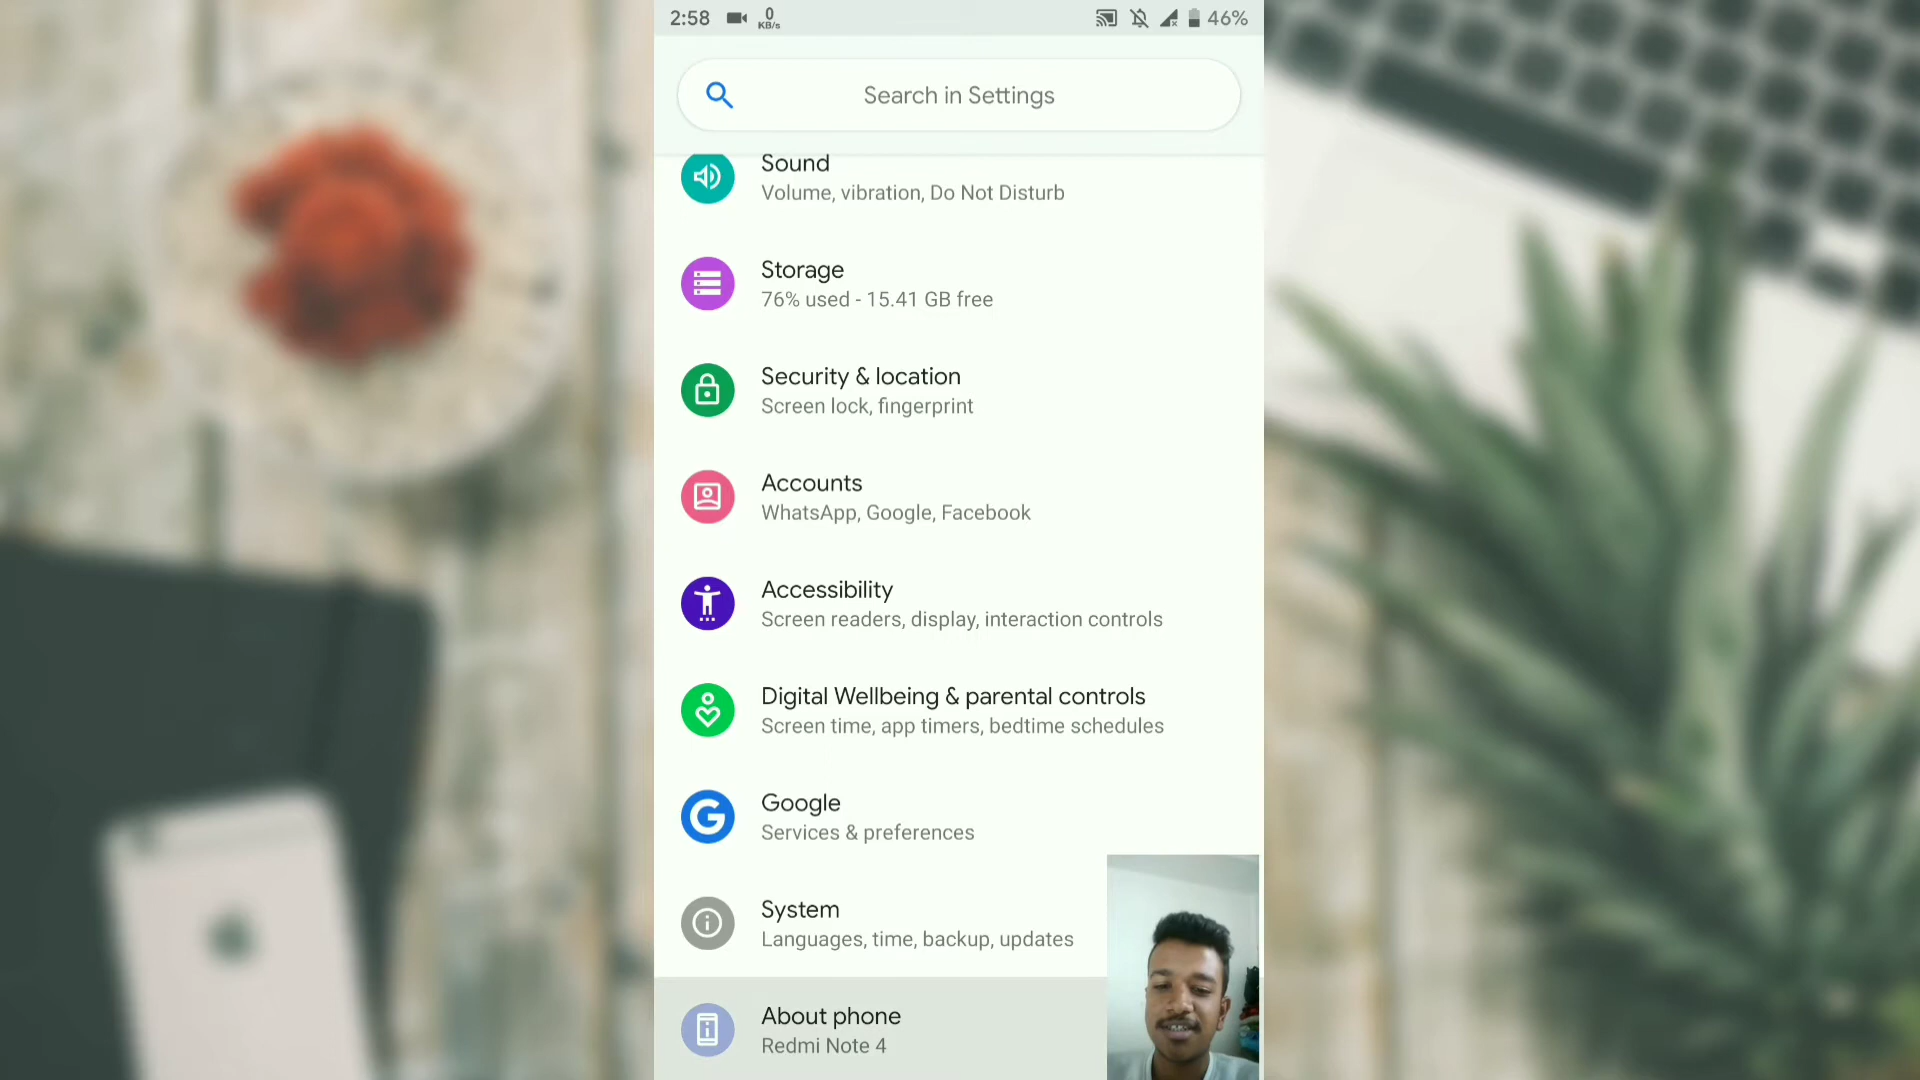 2:58 0 KB/s 46%
Search in Settings
Sound
Volume, vibration, Do Not Disturb
Storage
76% used - 15.41 GB free
Security & location
Screen lock, fingerprint
Accounts
WhatsApp, Google, Facebook
Accessibility
Screen readers, display, interaction controls
Digital Wellbeing & parental controls
Screen time, app timers, bedtime schedules
Google
Services & preferences
System
Languages, time, backup, updates
About phone
Redmi Note 4